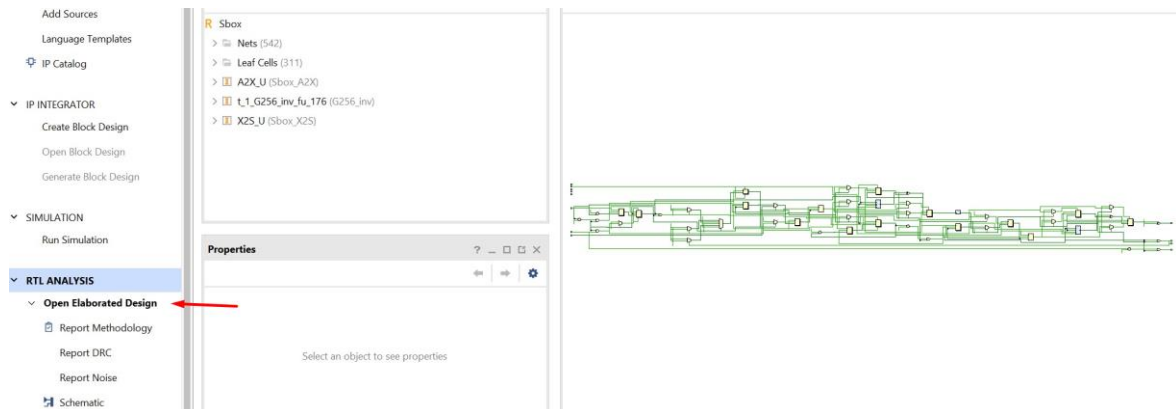 Add Sources
Language Templates
IP Catalog
IP INTEGRATOR
Create Block Design
Open Block Design
Generate Block Design
SIMULATION
Run Simulation
RTL ANALYSIS
Open Elaborated Design
Report Methodology
Report DRC
Report Noise
Schematic
R Sbox
Nets (542)
Leaf Cells (311)
A2X_U (Sbox_A2X)
t_1_G256_inv_fu_176 (G256_inv)
X2S_U (Sbox_X2S)
Properties
Select an object to see properties